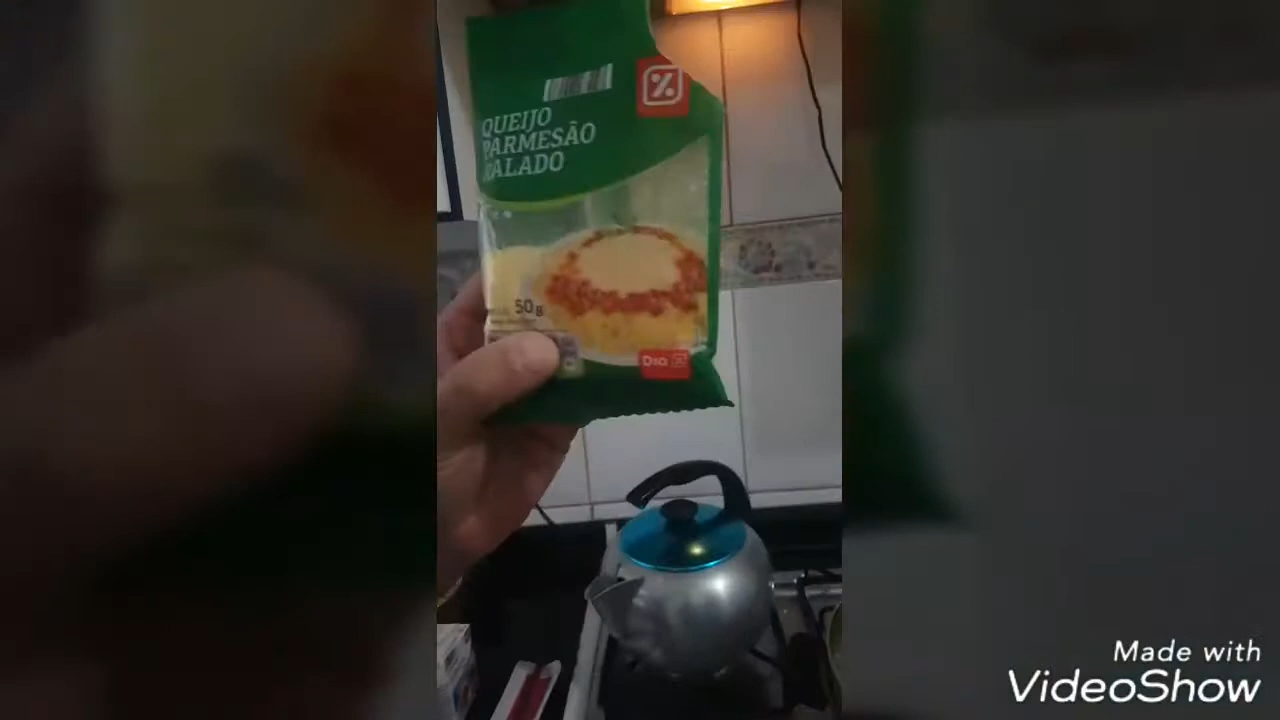 QUEIJO
PARMESÃO
RALADO
50g
Dia
Made with
VideoShow